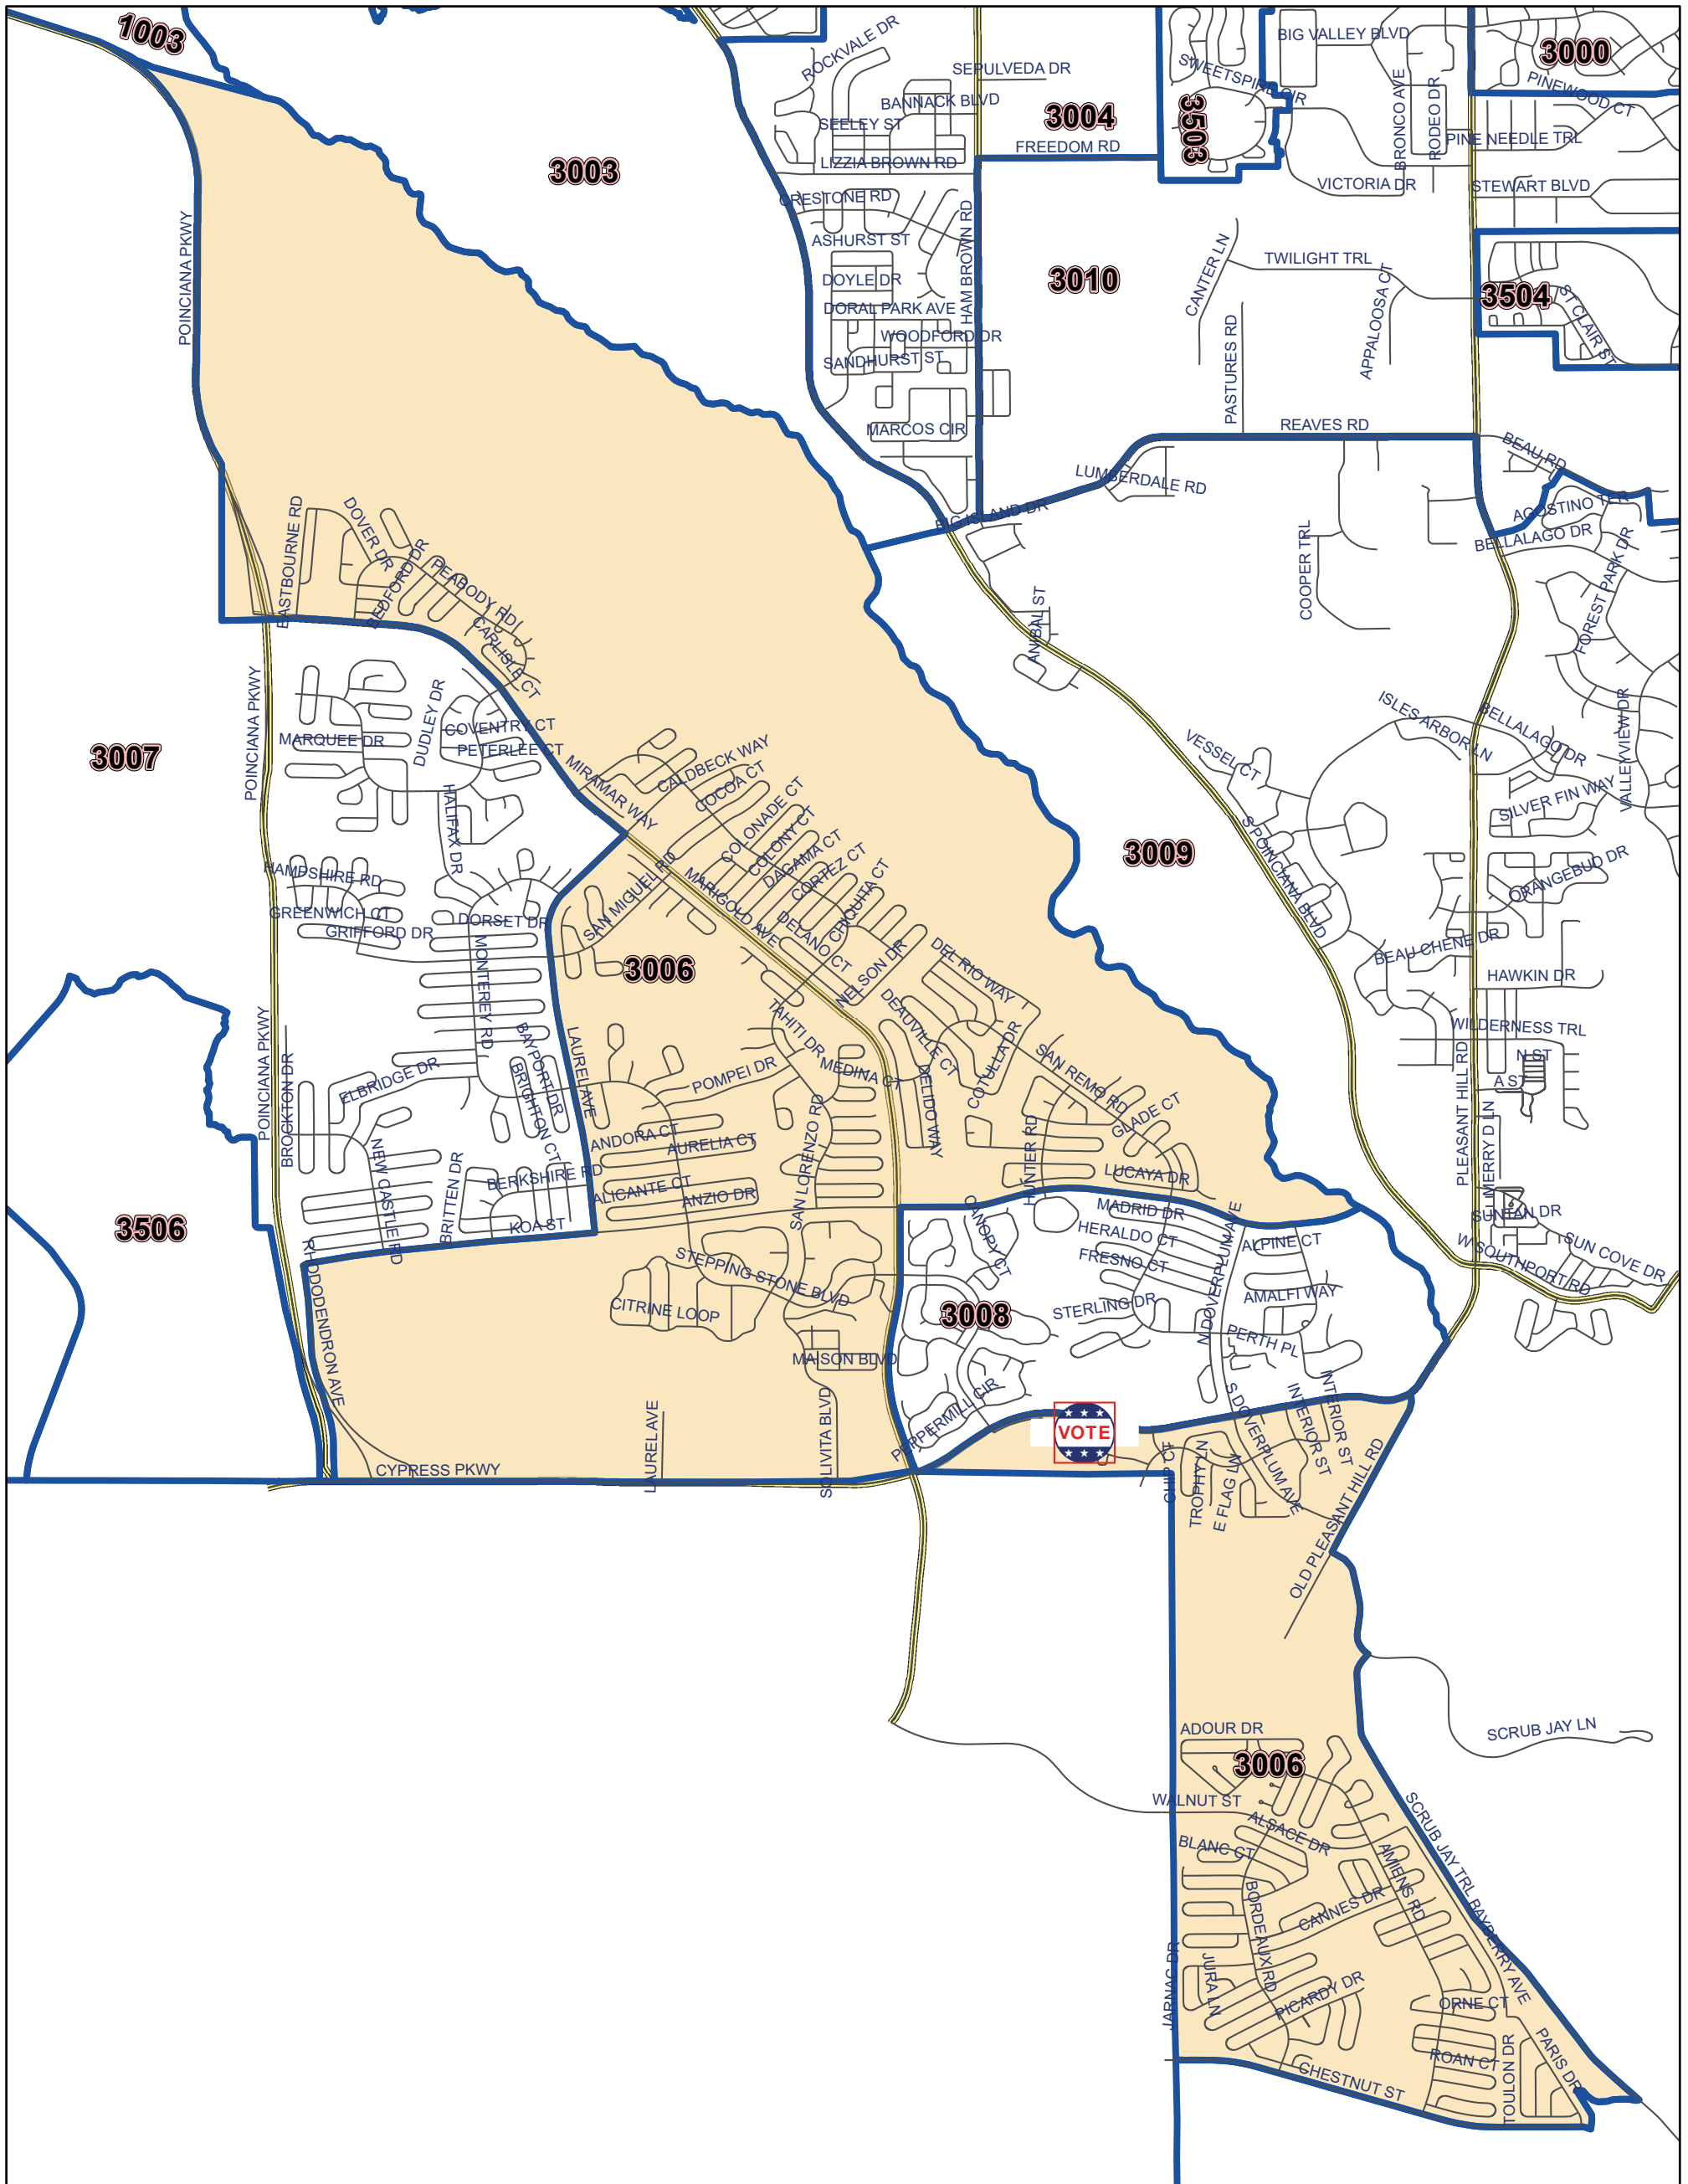 1003
3000
BIG VALLEY BLVD
ROCKVALE DR
SEPULVEDA DR
SWEETSPIRE CIR
PINEWOOD CT
BANNACK BLVD
3004
3503
BRONCO AVE
RODEO DR
SEELEY ST
FREEDOM RD
PINE NEEDLE TRL
3003
LIZZIA BROWN RD
VICTORIA DR
STEWART BLVD
CRESTONE RD
HAM BROWN RD
POINCIANA PKWY
ASHURST ST
CANTER LN
TWILIGHT TRL
DOYLE DR
3010
APPALOOSA CT
3504
ST CLAIR ST
DORAL PARK AVE
WOODFORD DR
SANDHURST ST
PASTURES RD
MARCOS CIR
REAVES RD
BEAU RD
LUMBERDALE RD
BIG ISLAND DR
AGOSTINO TER
BELLALAGO DR
EASTBOURNE RD
DOVER DR
BEDFORD DR
PEABODY RD
CARLISLE CT
COOPER TRL
FOREST PARK DR
ANIBAL ST
POINCIANA PKWY
DUDLEY DR
COVENTRY CT
MARQUEE DR
PETERLEE CT
3007
MIRAMAR WAY
CALDBECK WAY
COCOA CT
ISLES ARBOR LN
BELLALAGO DR
VALLEYVIEW DR
VESSEL CT
SILVER FIN WAY
HALIFAX DR
COLONADE CT
COLONY CT
DAGAMA CT
CORTEZ CT
CHIQUITA CT
3009
S POINCIANA BLVD
ORANGEBUD DR
HAMPSHIRE RD
SAN MIGUEL RD
MARIGOLD AVE
GREENWICH CT
DORSET DR
GRIFFORD DR
DELANO CT
NELSON DR
DEL RIO WAY
BEAU CHENE DR
3006
MONTEREY RD
HAWKIN DR
TAHITI DR
DEAUVILLE CT
COTULLA DR
SAN REMO RD
WILDERNESS TRL
POINCIANA PKWY
BROCKTON DR
BAYPORT DR
BRIGHTON CT
LAUREL AVE
ELBRIDGE DR
POMPEI DR
MEDINA CT
DELIDO WAY
GLADE CT
N ST
A ST
PLEASANT HILL RD
MERRY D LN
ANDORA CT
AURELIA CT
SAN LORENZO RD
HUNTER RD
NEW CASTLE RD
BRITTEN DR
BERKSHIRE RD
ALICANTE CT
ANZIO DR
LUCAYA DR
MADRID DR
3506
KOA ST
CANOPY CT
HERALDO CT
N DOVERPLUM AVE
ALPINE CT
SUNTAN DR
SUN COVE DR
W SOUTHPORT RD
RHODODENDRON AVE
STEPPING STONE BLVD
FRESNO CT
AMALFI WAY
CITRINE LOOP
3008
STERLING DR
PERTH PL
MAISON BLVD
SOLIVITA BLVD
LAUREL AVE
PEPPERMILL CIR
VOTE
S DOVERPLUM AVE
INTERIOR ST
INTERIOR ST
CYPRESS PKWY
CHIP CT
TROPHY LN
E FLAG LN
OLD PLEASANT HILL RD
ADOUR DR
SCRUB JAY LN
3006
WALNUT ST
ALSACE DR
SCRUB JAY TRL
BLANC CT
AMIENS RD
BORDEAUX RD
CANNES DR
BAYBERRY AVE
JARNAC DR
JURA LN
PICARDY DR
ORNE CT
ROAN CT
TOULON DR
PARIS DR
CHESTNUT ST